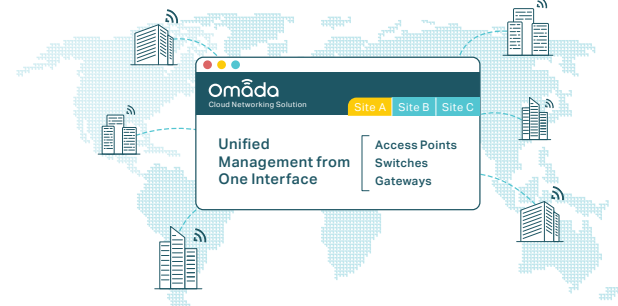 Omada
Cloud Networking Solution
Site A
Site B
Site C
Unified
Management from
One Interface
Access Points
Switches
Gateways